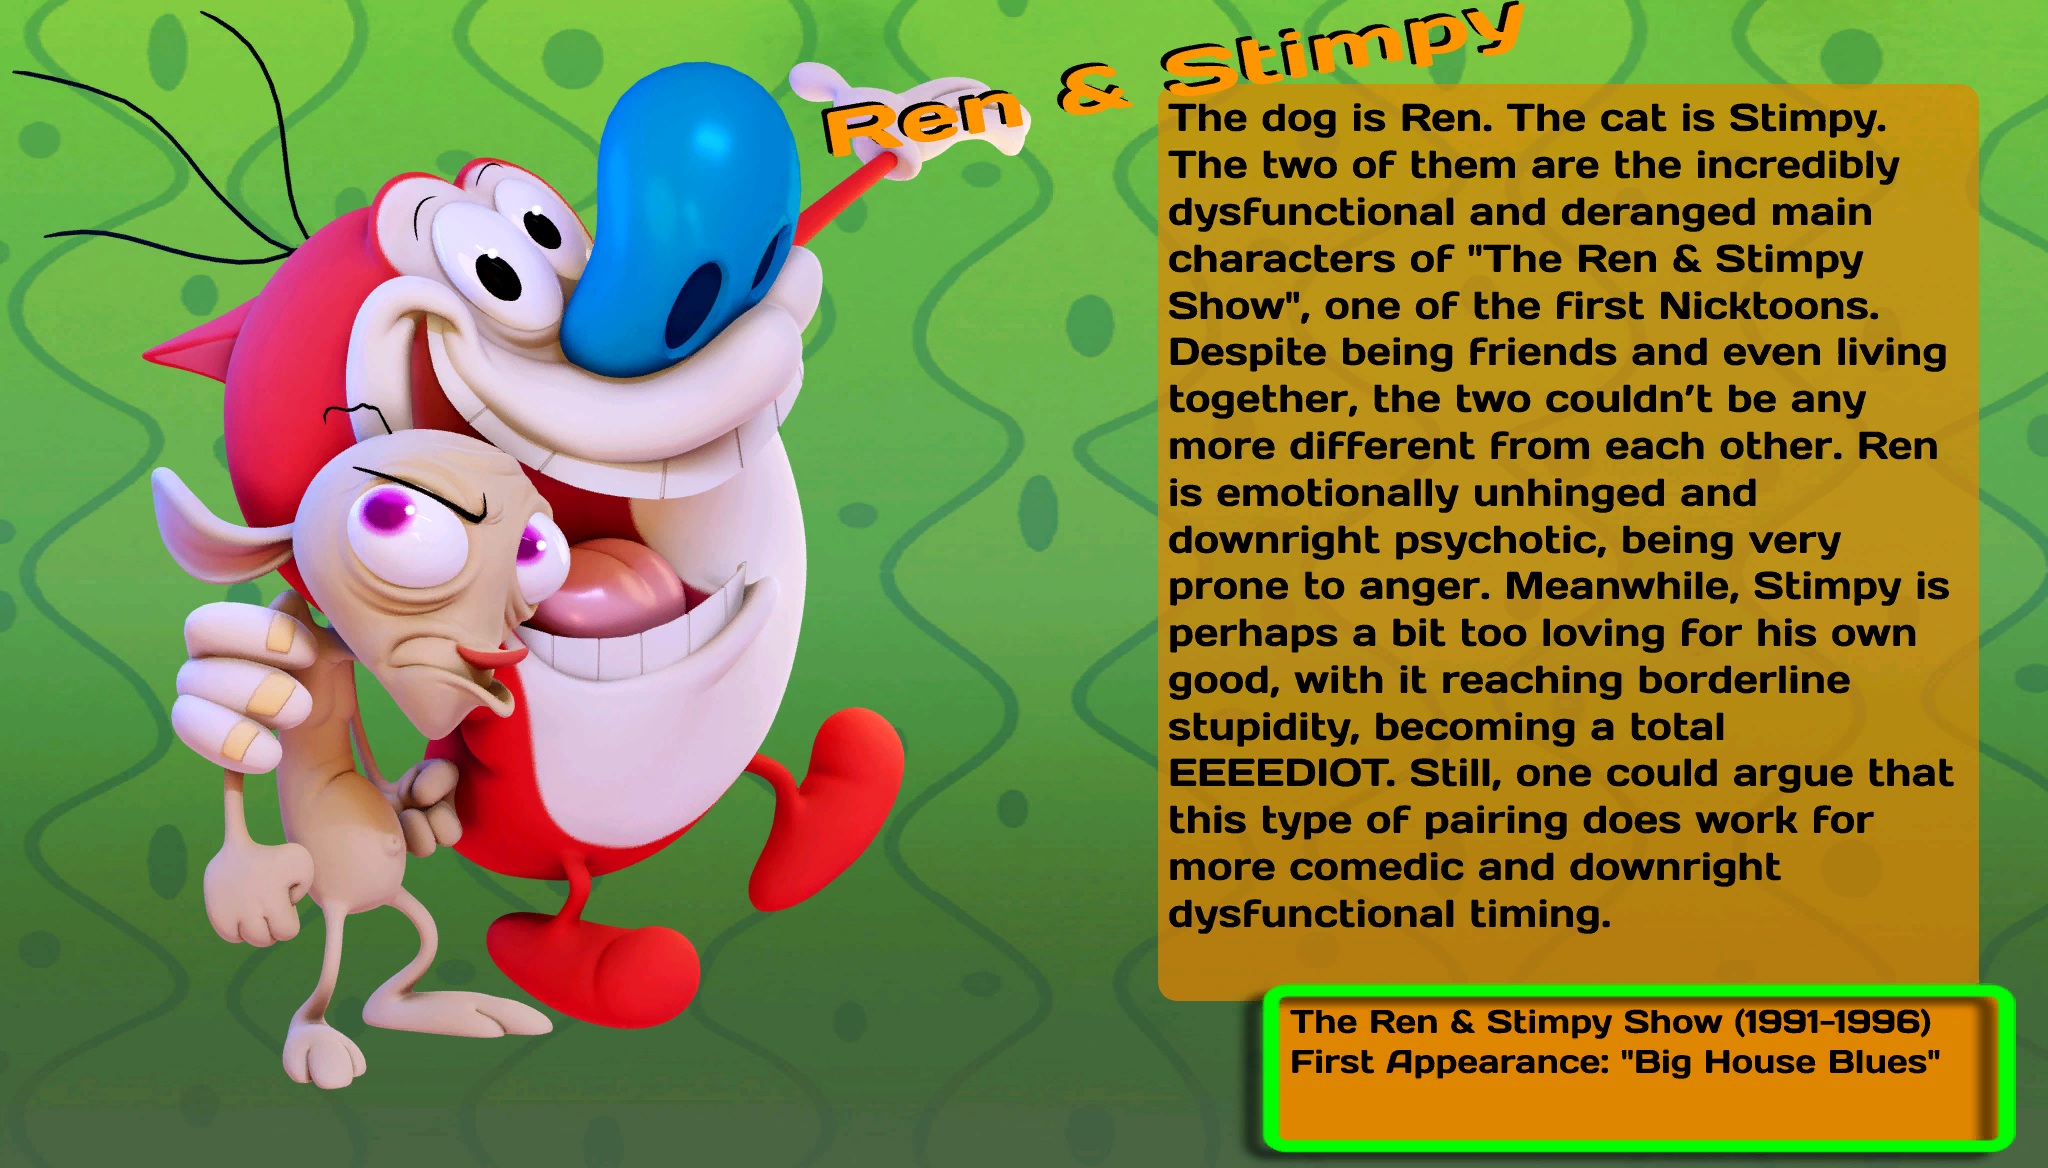 Ren & Stimpy
The dog is Ren. The cat is Stimpy.
The two of them are the incredibly
dysfunctional and deranged main
characters of "The Ren & Stimpy
Show", one of the first Nicktoons.
Despite being friends and even living
together, the two couldn’t be any
more different from each other. Ren
is emotionally unhinged and
downright psychotic, being very
prone to anger. Meanwhile, Stimpy is
perhaps a bit too loving for his own
good, with it reaching borderline
stupidity, becoming a total
EEEEDIOT. Still, one could argue that
this type of pairing does work for
more comedic and downright
dysfunctional timing.
The Ren & Stimpy Show (1991-1996)
First Appearance: "Big House Blues"